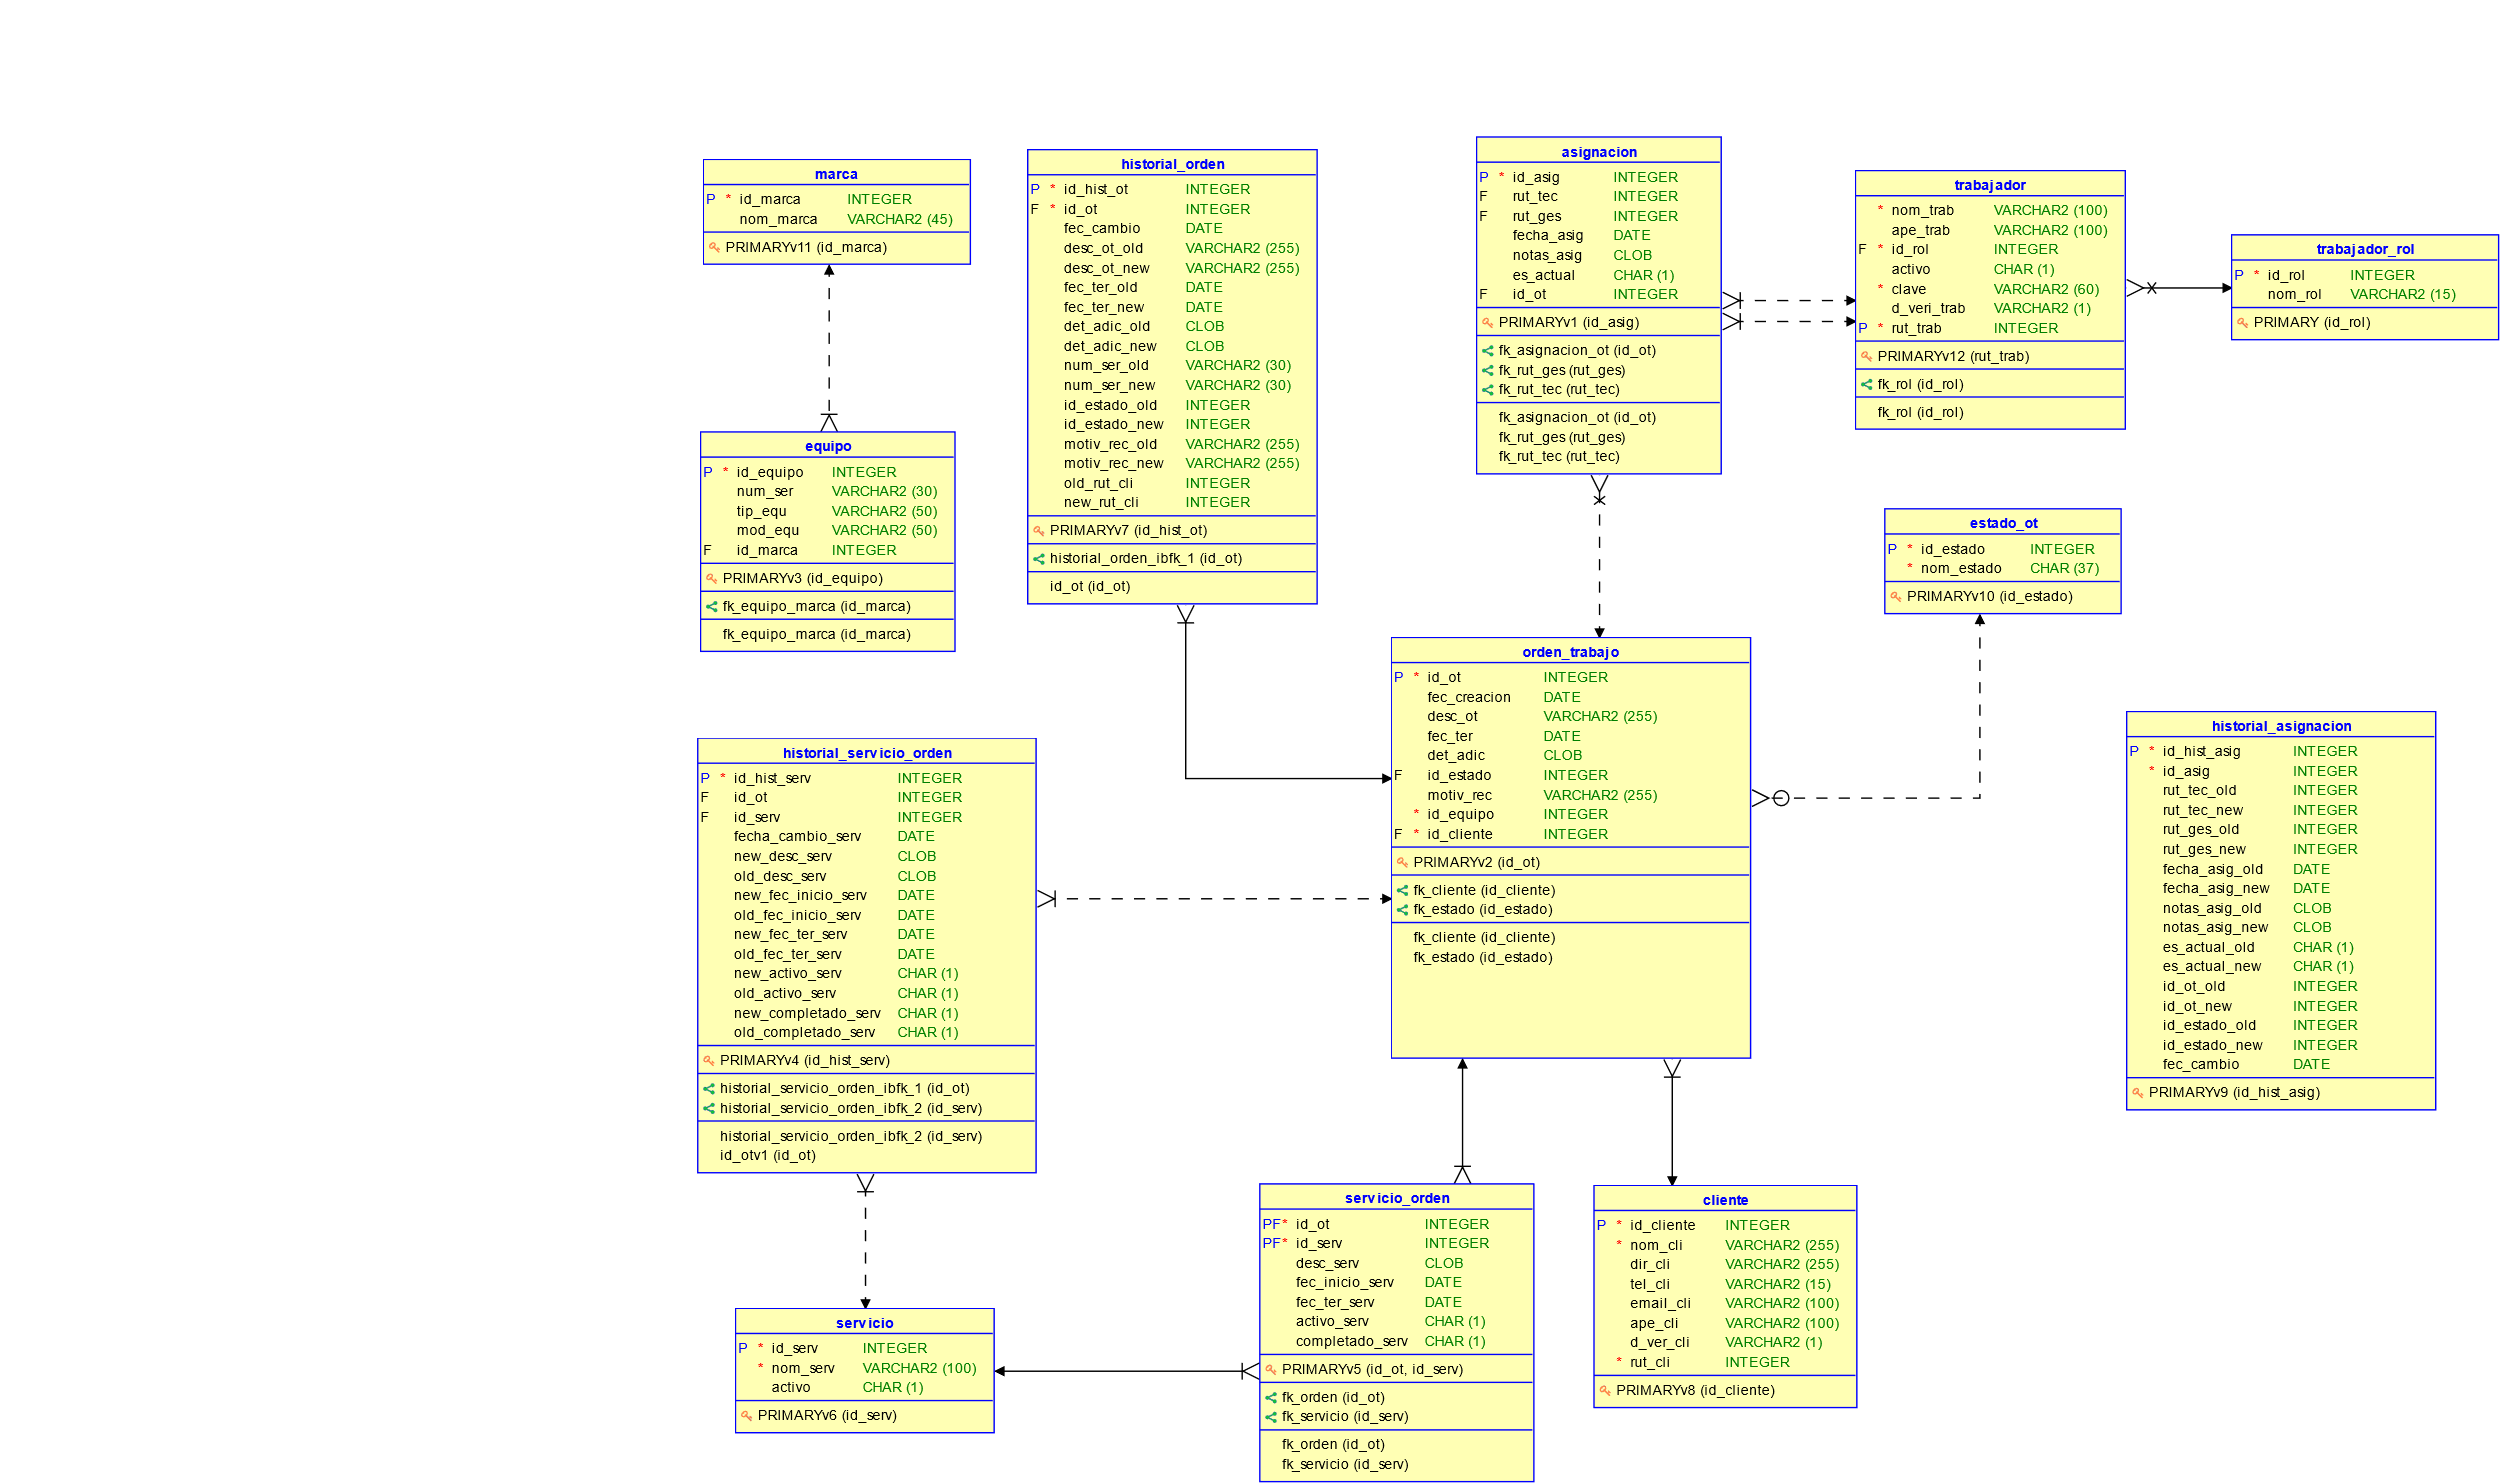 marca
P * id_marca INTEGER
nom_marca VARCHAR2 (45)
PRIMARYv11 (id_marca)
historial_orden
P * id_hist_ot INTEGER
F * id_ot INTEGER
fec_cambio DATE
desc_ot_old VARCHAR2 (255)
desc_ot_new VARCHAR2 (255)
fec_ter_old DATE
fec_ter_new DATE
det_adic_old CLOB
det_adic_new CLOB
num_ser_old VARCHAR2 (30)
num_ser_new VARCHAR2 (30)
id_estado_old INTEGER
id_estado_new INTEGER
motiv_rec_old VARCHAR2 (255)
motiv_rec_new VARCHAR2 (255)
old_rut_cli INTEGER
new_rut_cli INTEGER
PRIMARYv7 (id_hist_ot)
historial_orden_ibfk_1 (id_ot)
id_ot (id_ot)
asignacion
P * id_asig INTEGER
F rut_tec INTEGER
F rut_ges INTEGER
fecha_asig DATE
notas_asig CLOB
es_actual CHAR (1)
F id_ot INTEGER
PRIMARYv1 (id_asig)
fk_asignacion_ot (id_ot)
fk_rut_ges (rut_ges)
fk_rut_tec (rut_tec)
fk_asignacion_ot (id_ot)
fk_rut_ges (rut_ges)
fk_rut_tec (rut_tec)
trabajador
* nom_trab VARCHAR2 (100)
ape_trab VARCHAR2 (100)
F * id_rol INTEGER
activo CHAR (1)
* clave VARCHAR2 (60)
d_veri_trab VARCHAR2 (1)
P * rut_trab INTEGER
PRIMARYv12 (rut_trab)
fk_rol (id_rol)
fk_rol (id_rol)
trabajador_rol
P * id_rol INTEGER
nom_rol VARCHAR2 (15)
PRIMARY (id_rol)
equipo
P * id_equipo INTEGER
num_ser VARCHAR2 (30)
tip_equ VARCHAR2 (50)
mod_equ VARCHAR2 (50)
F id_marca INTEGER
PRIMARYv3 (id_equipo)
fk_equipo_marca (id_marca)
fk_equipo_marca (id_marca)
estado_ot
P * id_estado INTEGER
* nom_estado CHAR (37)
PRIMARYv10 (id_estado)
orden_trabajo
P * id_ot INTEGER
fec_creacion DATE
desc_ot VARCHAR2 (255)
fec_ter DATE
det_adic CLOB
F id_estado INTEGER
motiv_rec VARCHAR2 (255)
* id_equipo INTEGER
F * id_cliente INTEGER
PRIMARYv2 (id_ot)
fk_cliente (id_cliente)
fk_estado (id_estado)
fk_cliente (id_cliente)
fk_estado (id_estado)
historial_asignacion
P * id_hist_asig INTEGER
* id_asig INTEGER
rut_tec_old INTEGER
rut_tec_new INTEGER
rut_ges_old INTEGER
rut_ges_new INTEGER
fecha_asig_old DATE
fecha_asig_new DATE
notas_asig_old CLOB
notas_asig_new CLOB
es_actual_old CHAR (1)
es_actual_new CHAR (1)
id_ot_old INTEGER
id_ot_new INTEGER
id_estado_old INTEGER
id_estado_new INTEGER
fec_cambio DATE
PRIMARYv9 (id_hist_asig)
historial_servicio_orden
P * id_hist_serv INTEGER
F id_ot INTEGER
F id_serv INTEGER
fecha_cambio_serv DATE
new_desc_serv CLOB
old_desc_serv CLOB
new_fec_inicio_serv DATE
old_fec_inicio_serv DATE
new_fec_ter_serv DATE
old_fec_ter_serv DATE
new_activo_serv CHAR (1)
old_activo_serv CHAR (1)
new_completado_serv CHAR (1)
old_completado_serv CHAR (1)
PRIMARYv4 (id_hist_serv)
historial_servicio_orden_ibfk_1 (id_ot)
historial_servicio_orden_ibfk_2 (id_serv)
historial_servicio_orden_ibfk_2 (id_serv)
id_otv1 (id_ot)
servicio_orden
PF* id_ot INTEGER
PF* id_serv INTEGER
desc_serv CLOB
fec_inicio_serv DATE
fec_ter_serv DATE
activo_serv CHAR (1)
completado_serv CHAR (1)
PRIMARYv5 (id_ot, id_serv)
fk_orden (id_ot)
fk_servicio (id_serv)
fk_orden (id_ot)
fk_servicio (id_serv)
cliente
P * id_cliente INTEGER
* nom_cli VARCHAR2 (255)
dir_cli VARCHAR2 (255)
tel_cli VARCHAR2 (15)
email_cli VARCHAR2 (100)
ape_cli VARCHAR2 (100)
d_ver_cli VARCHAR2 (1)
* rut_cli INTEGER
PRIMARYv8 (id_cliente)
servicio
P * id_serv INTEGER
* nom_serv VARCHAR2 (100)
activo CHAR (1)
PRIMARYv6 (id_serv)